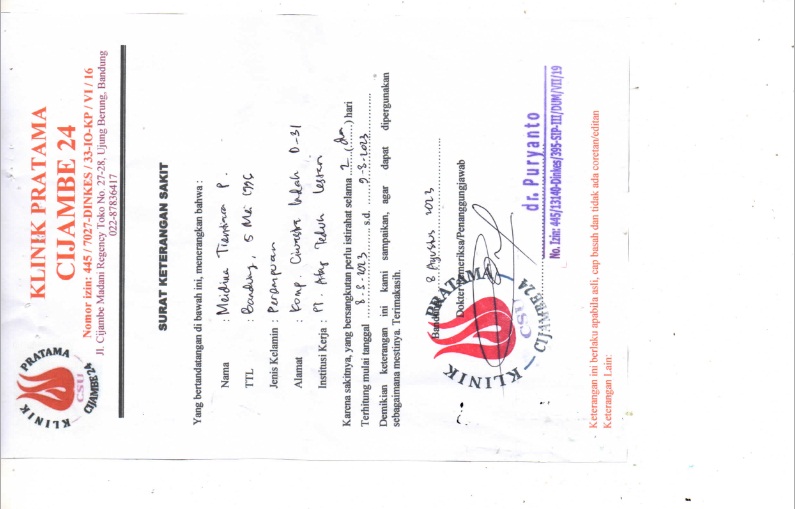 KLINIK PRATAMA
CIJAMBE 24
Nomor izin: 445 / 7027-DINKES / 33-IO-KP / VI / 16
Jl. Cijambe Madani Regency Toko No. 27-28, Ujung Berung, Bandung
022-87836417
KLINIK PRATAMA
CSU
CIJAMBE 24
SURAT KETERANGAN SAKIT
Yang bertandatangan di bawah ini, menerangkan bahwa :
Nama : Meidina P.
TTL : Bandung, 5 Mei 1996
Jenis Kelamin : Perempuan
Alamat : Komp. Indah D-31
Institusi Kerja : PT. Atap Teduh Lestari
Karena sakitnya, yang bersangkutan perlu istirahat selama 2 (dua) hari
Terhitung mulai tanggal 8-8-2023 s.d. 9-8-2023
Demikian keterangan ini kami sampaikan, agar dapat dipergunakan
sebagaimana mestinya. Terimakasih.
Bandung, 8 Agustus 2023
Dokter Pemeriksa/Penanggungjawab
KLINIK PRATAMA
CSU
CIJAMBE 24
dr. Puryanto
No. Izin: 445/13140-Dinkes/395-SIP-III/DUM/VII/19
Keterangan ini berlaku apabila asli, cap basah dan tidak ada coretan/editan
Keterangan Lain: